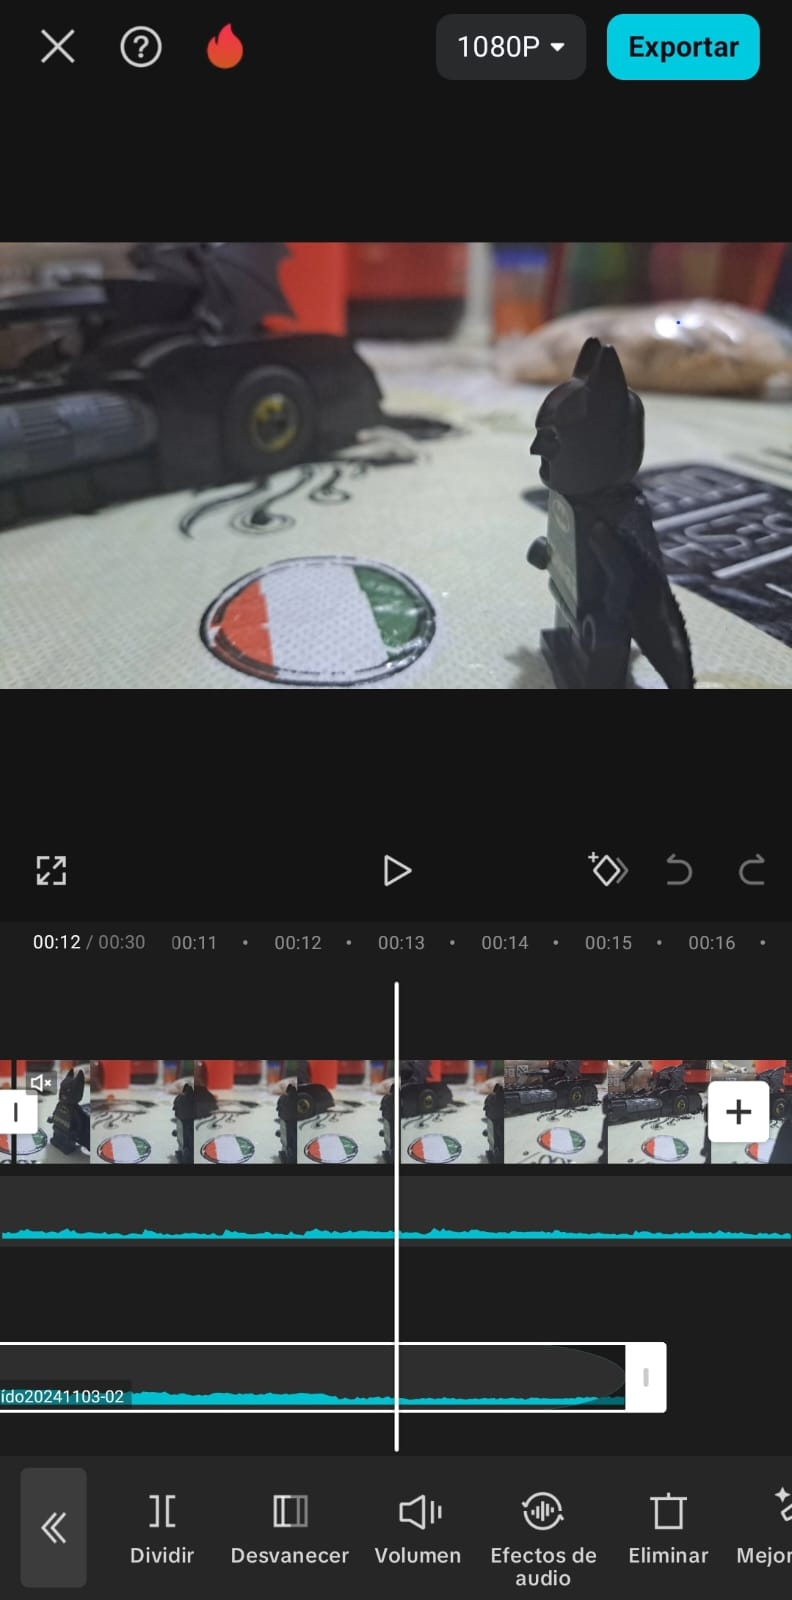 1080P
Exportar
00:12 / 00:30
00:11
00:12
00:13
00:14
00:15
00:16
ído20241103-02
Dividir
Desvanecer
Volumen
Efectos de
audio
Eliminar
Mejor